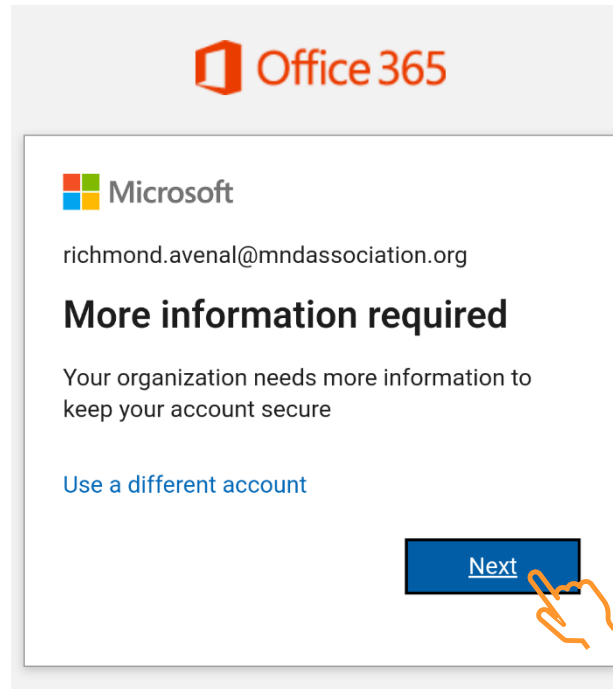 Office 365
Microsoft
richmond.avenal@mndassociation.org
More information required
Your organization needs more information to
keep your account secure
Use a different account
Next